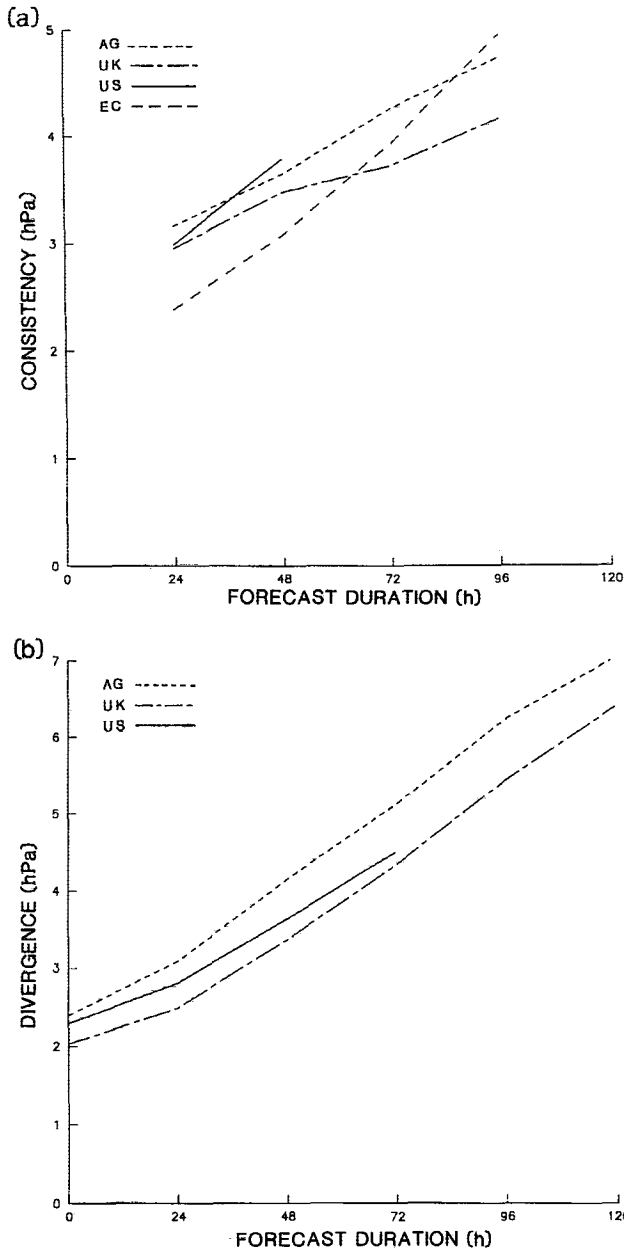 (a)
5
4
3
2
1
0
CONSISTENCY (hPa)
AG
UK
US
EC
0 24 48 72 96 120
FORECAST DURATION (h)
(b)
7
6
5
4
3
2
1
0
DIVERGENCE (hPa)
AG
UK
US
0 24 48 72 96 120
FORECAST DURATION (h)